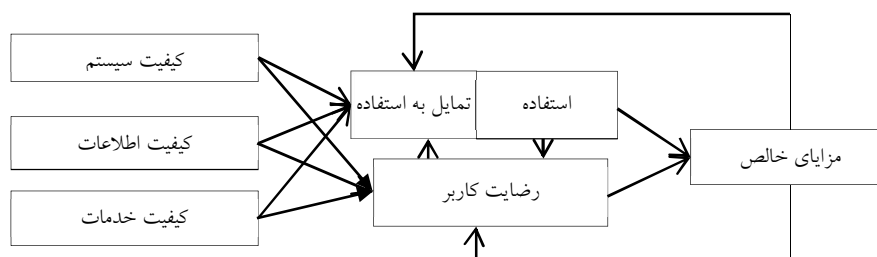 کیفیت سیستم
تمایل به استفاده
استفاده
کیفیت اطلاعات
مزایای خالص
رضایت کاربر
کیفیت خدمات